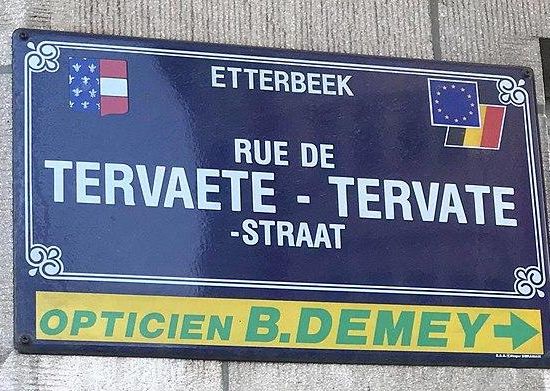 ETTERBEEK
RUE DE
TERVAETE - TERVATE
-STRAAT
OPTICIEN B.DEMEY